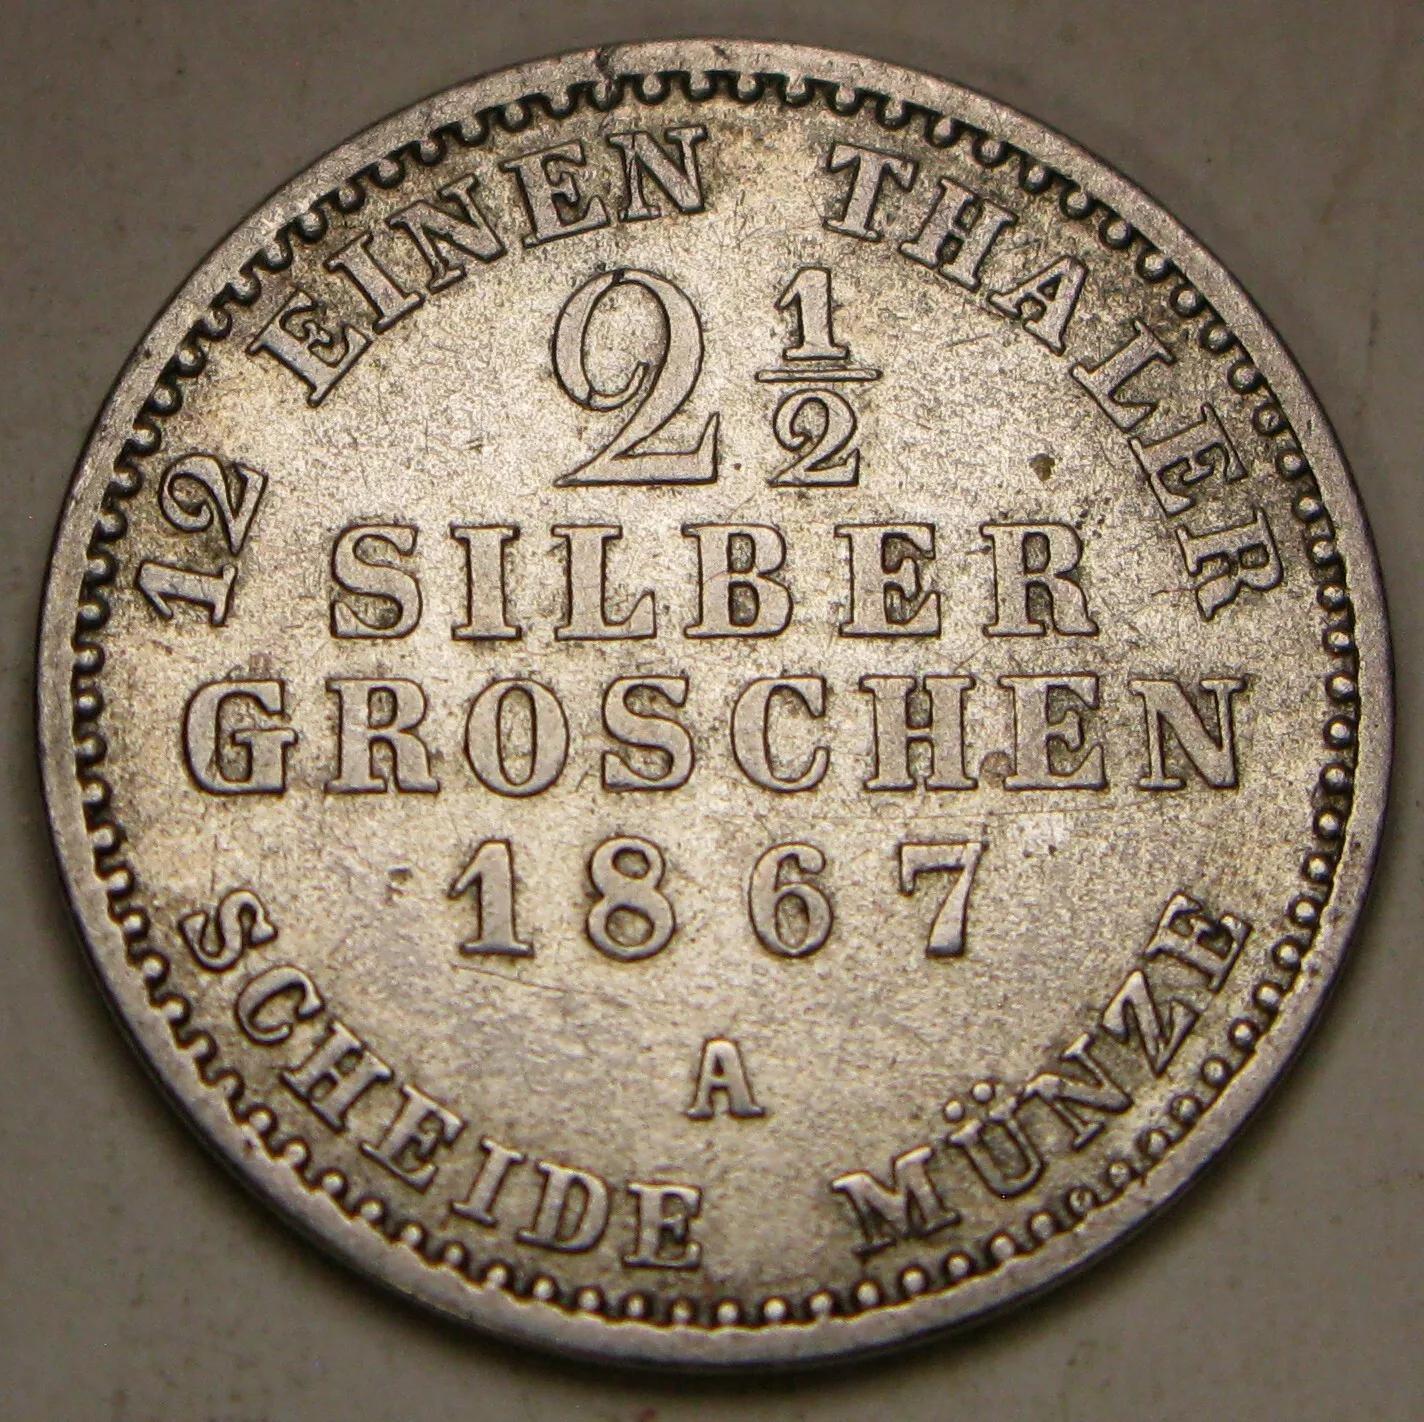 12 EINEN THALER
2 1/2
SILBER
GROSCHEN
1867
A
SCHEIDE MÜNZE